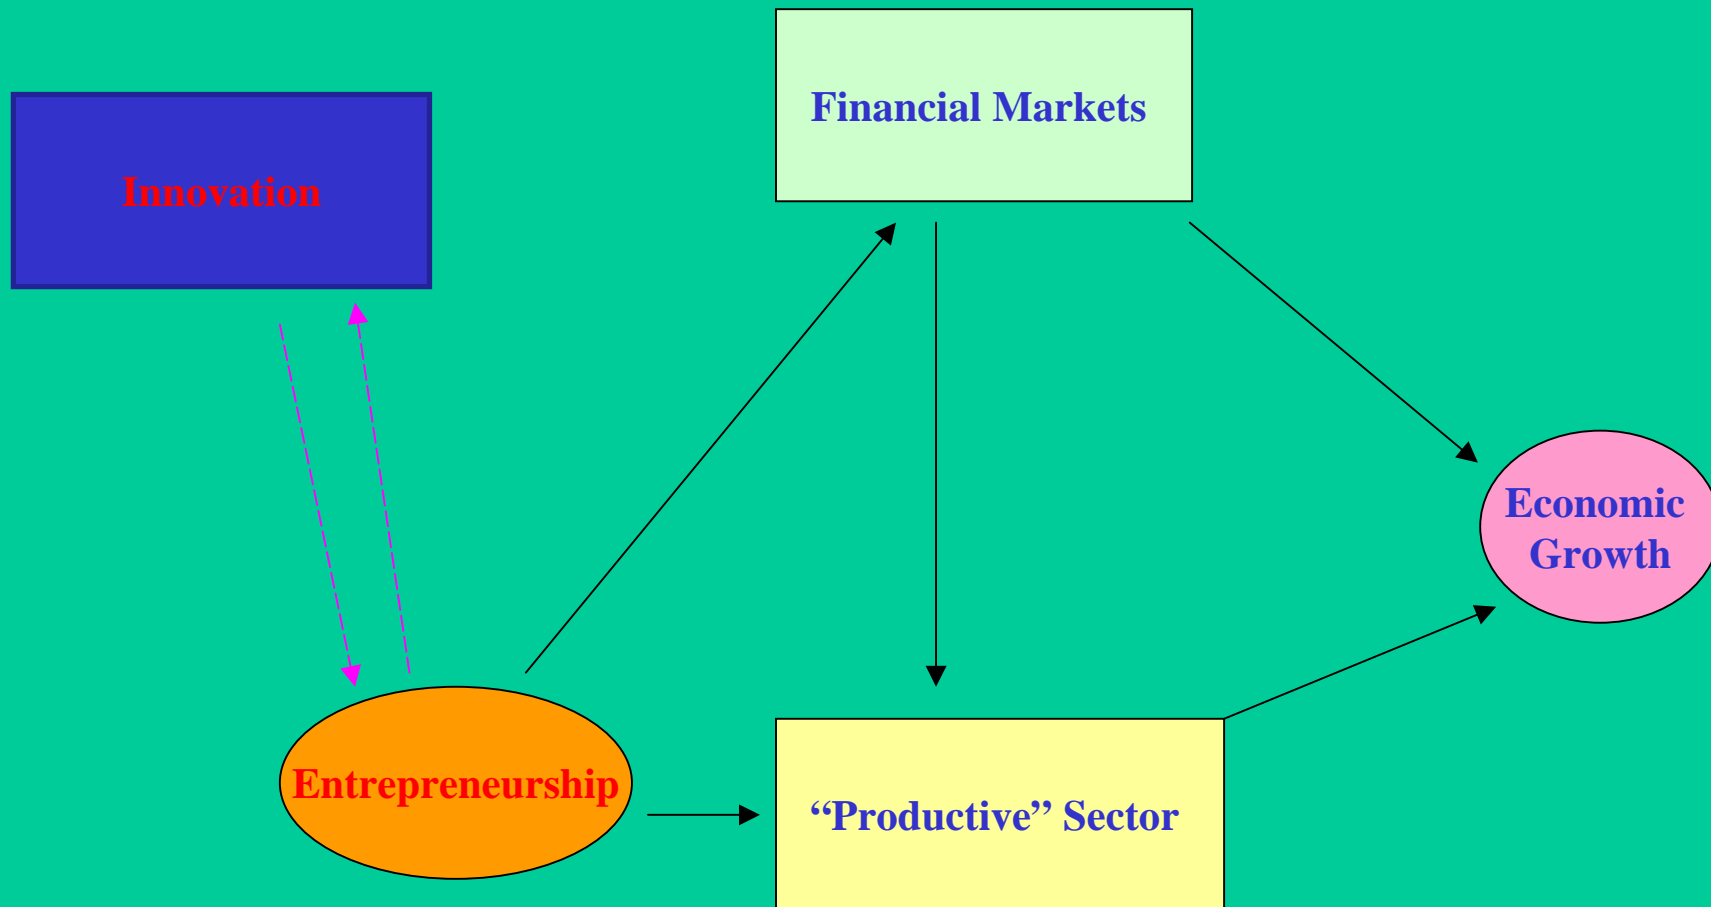 Financial Markets
Innovation
Economic
Growth
Entrepreneurship
“Productive” Sector